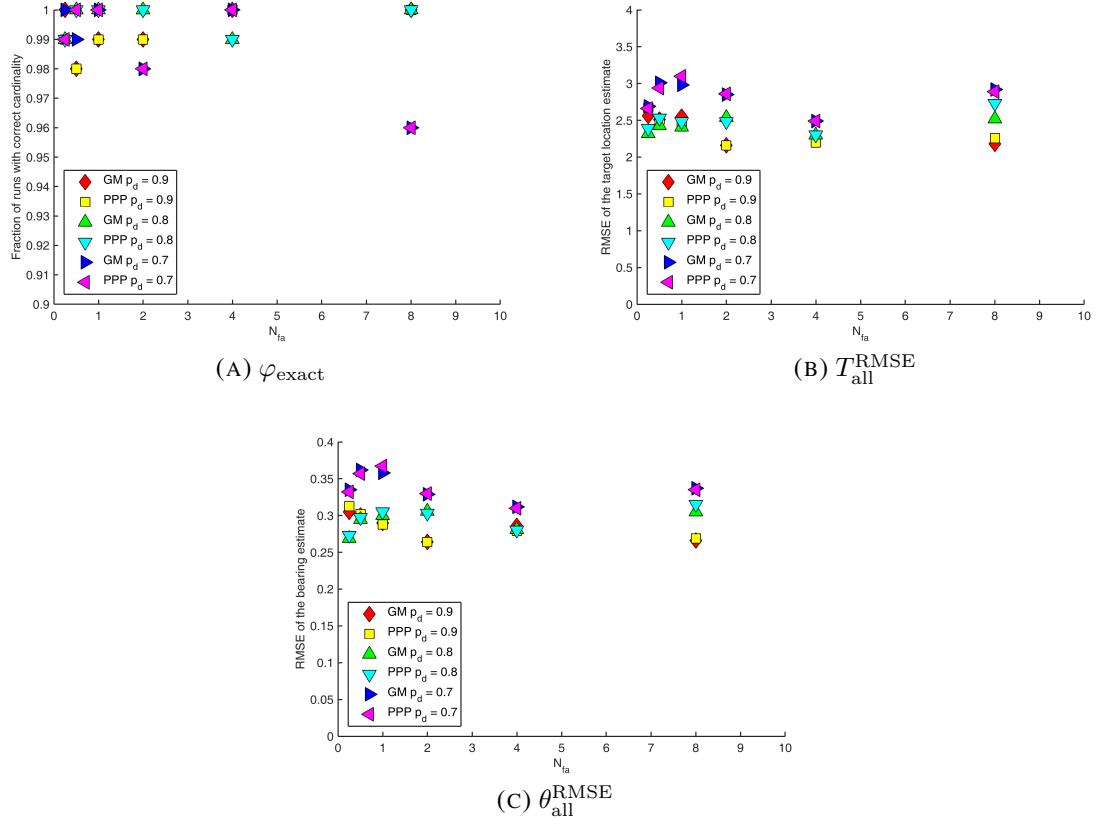 1
0.99
0.98
0.97
0.96
0.95
0.94
0.93
0.92
0.91
0.9
Fraction of runs with correct cardinality
GM p_d = 0.9
PPP p_d = 0.9
GM p_d = 0.8
PPP p_d = 0.8
GM p_d = 0.7
PPP p_d = 0.7
0 1 2 3 4 5 6 7 8 9 10
N_fa
(A) φ_exact
4
3.5
3
2.5
2
1.5
1
0.5
0
RMSE of the target location estimate
GM p_d = 0.9
PPP p_d = 0.9
GM p_d = 0.8
PPP p_d = 0.8
GM p_d = 0.7
PPP p_d = 0.7
0 1 2 3 4 5 6 7 8 9 10
N_fa
(B) T_all^RMSE
0.4
0.35
0.3
0.25
0.2
0.15
0.1
0.05
0
RMSE of the bearing estimate
GM p_d = 0.9
PPP p_d = 0.9
GM p_d = 0.8
PPP p_d = 0.8
GM p_d = 0.7
PPP p_d = 0.7
0 1 2 3 4 5 6 7 8 9 10
N_fa
(C) θ_all^RMSE